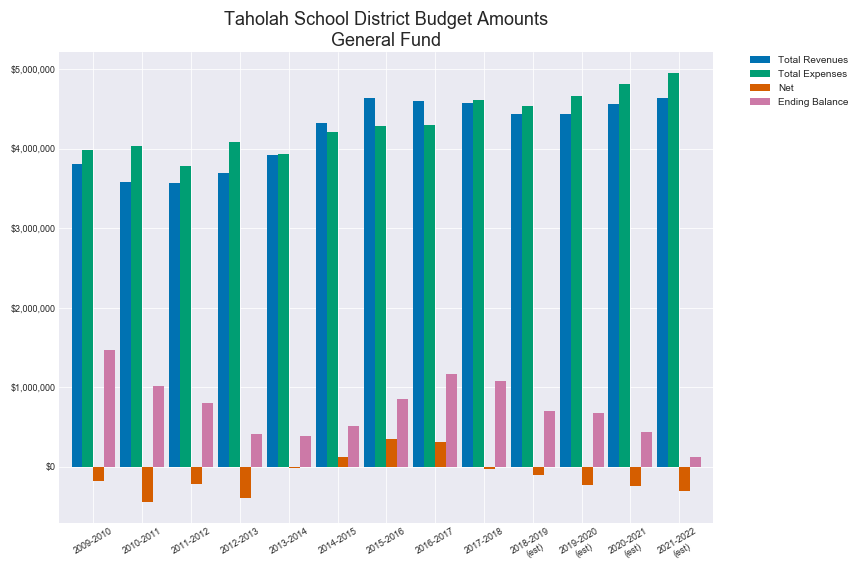 Taholah School District Budget Amounts
General Fund
Total Revenues
Total Expenses
Net
Ending Balance
$5,000,000
$4,000,000
$3,000,000
$2,000,000
$1,000,000
$0
2009-2010
2010-2011
2011-2012
2012-2013
2013-2014
2014-2015
2015-2016
2016-2017
2017-2018
2018-2019
(est)
2019-2020
(est)
2020-2021
(est)
2021-2022
(est)